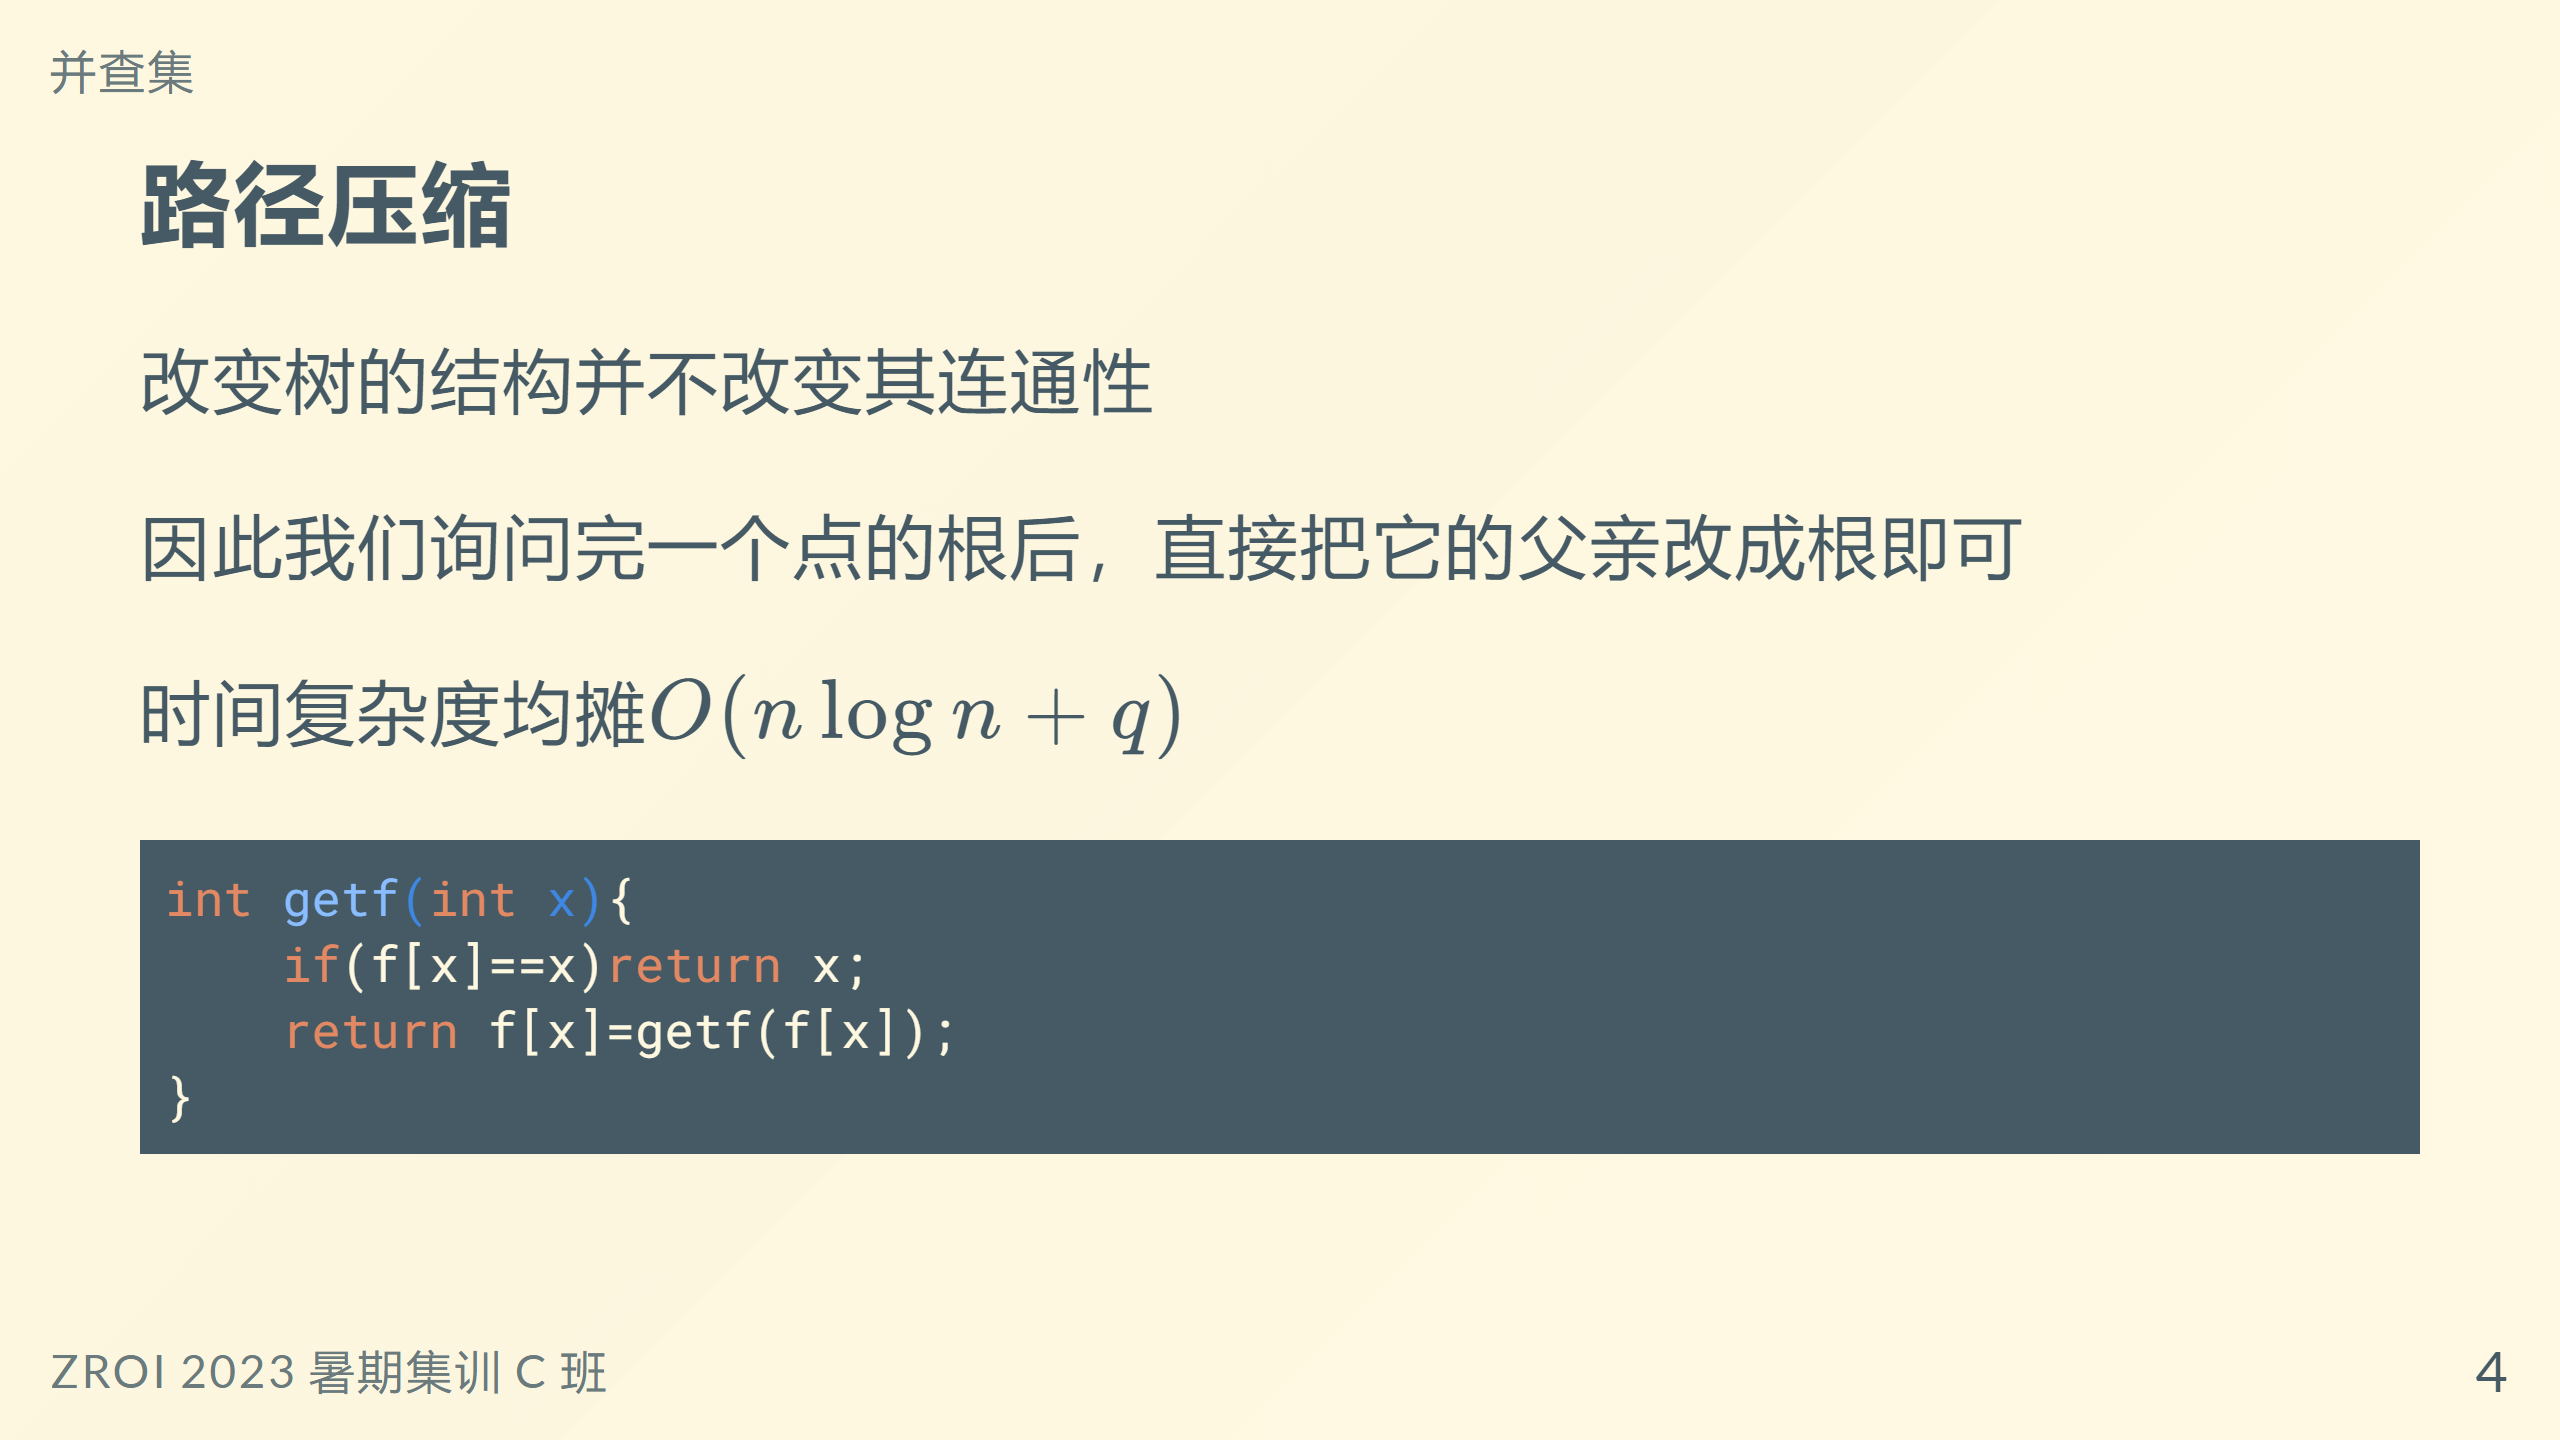 并查集
路径压缩
改变树的结构并不改变其连通性
因此我们询问完一个点的根后，直接把它的父亲改成根即可
时间复杂度均摊O(n log n + q)
int getf(int x){
    if(f[x]==x)return x;
    return f[x]=getf(f[x]);
}
ZROI 2023 暑期集训 C 班
4